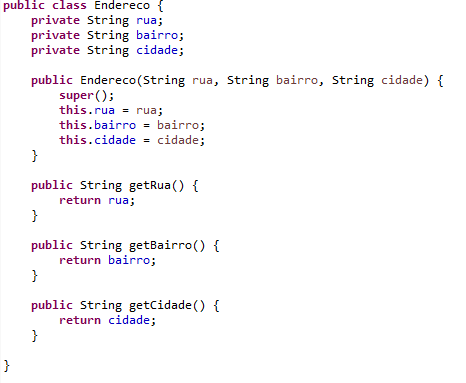 public class Endereco {
    private String rua;
    private String bairro;
    private String cidade;
    public Endereco(String rua, String bairro, String cidade) {
        super();
        this.rua = rua;
        this.bairro = bairro;
        this.cidade = cidade;
    }
    public String getRua() {
        return rua;
    }
    public String getBairro() {
        return bairro;
    }
    public String getCidade() {
        return cidade;
    }
}